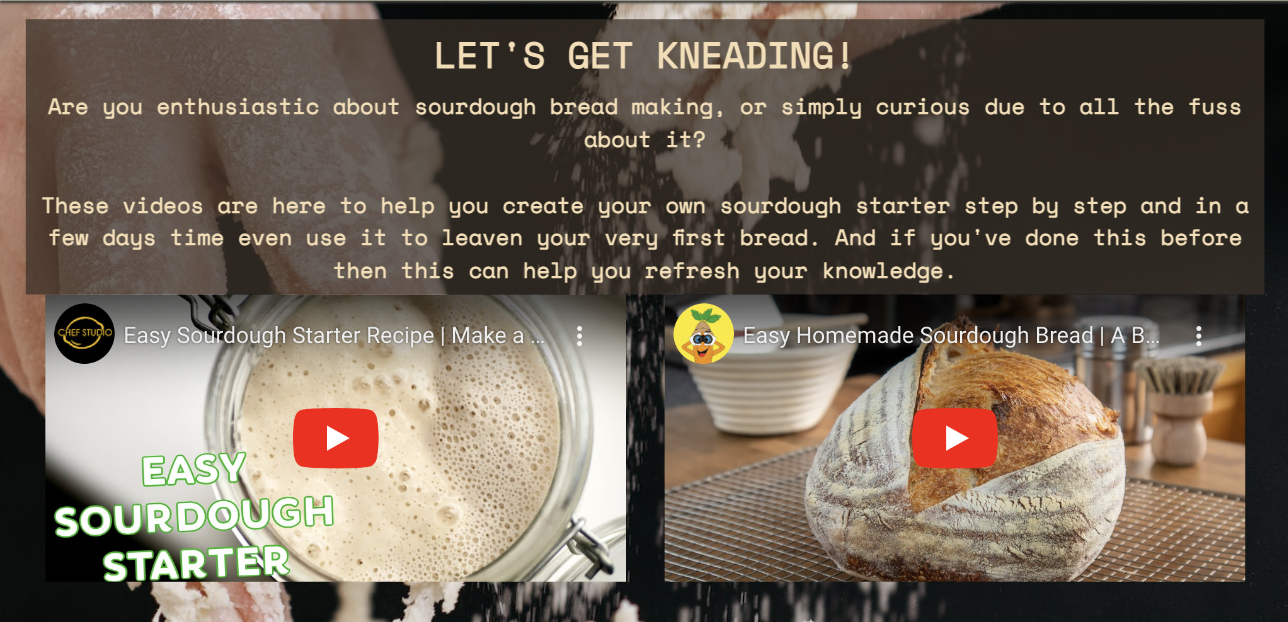 LET'S GET KNEADING!
Are you enthusiastic about sourdough bread making, or simply curious due to all the fuss
about it?
These videos are here to help you create your own sourdough starter step by step and in a
few days time even use it to leaven your very first bread. And if you've done this before
then this can help you refresh your knowledge.
CHEF STUDIO
Easy Sourdough Starter Recipe | Make a ...
EASY
SOURDOUGH
STARTER
Easy Homemade Sourdough Bread | A B...